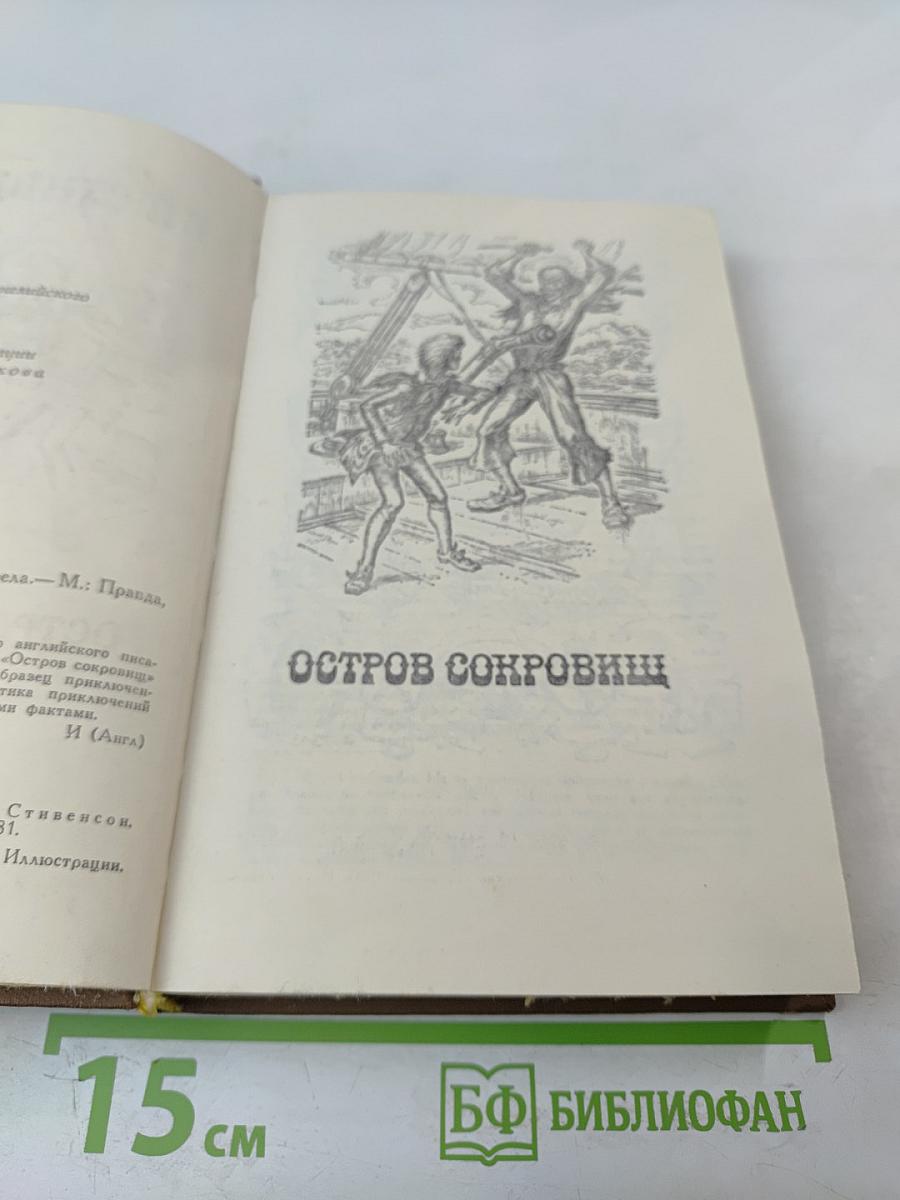 английского
кова
ела.— М.: Правда,
английского писа-
«Остров сокровищ»
бразец приключен-
тика приключений
ми фактами.
И (Англ)
Стивенсон,
81.
Иллюстрации.
ОСТРОВ СОКРОВИЩ
15 см
БФ БИБЛИОФАН